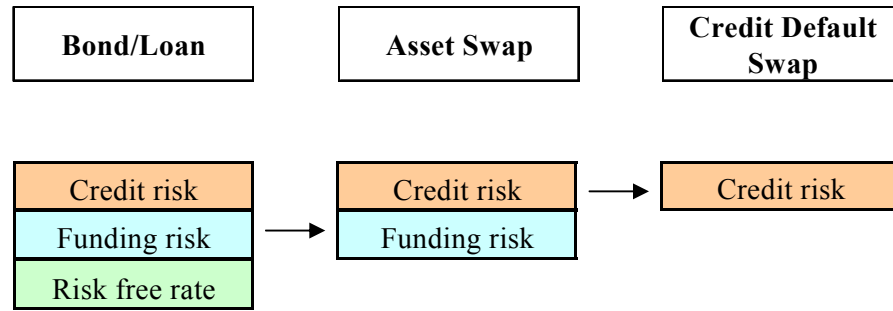 Bond/Loan
Asset Swap
Credit Default
Swap
Credit risk
Funding risk
Risk free rate
Credit risk
Funding risk
Credit risk